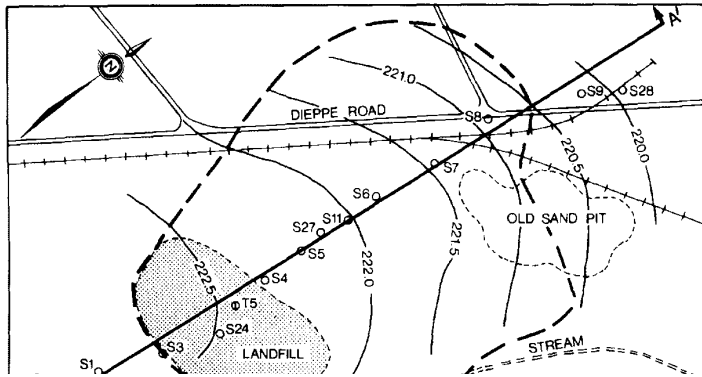 A'
N
221.0
DIEPPE ROAD
S8
S9
S28
220.0
220.5
S7
S6
OLD SAND PIT
S11
S27
221.5
S5
222.0
S4
222.5
T5
S24
S3
LANDFILL
STREAM
S1